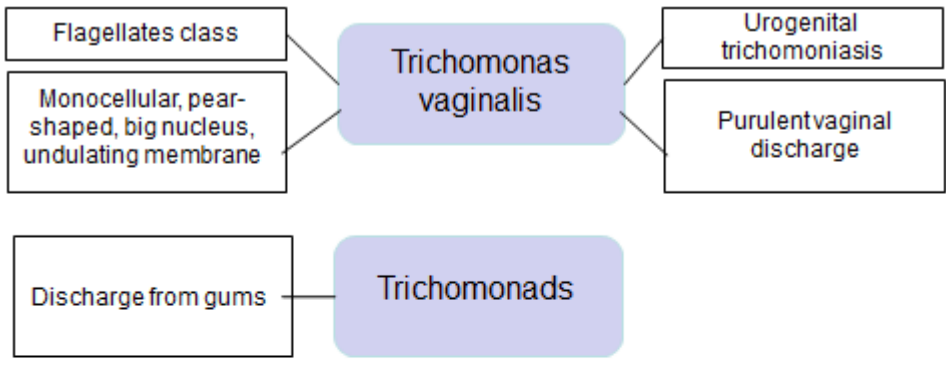 Flagellates class
Monocellular, pear-
shaped, big nucleus,
undulating membrane
Trichomonas
vaginalis
Urogenital
trichomoniasis
Purulent vaginal
discharge
Discharge from gums
Trichomonads